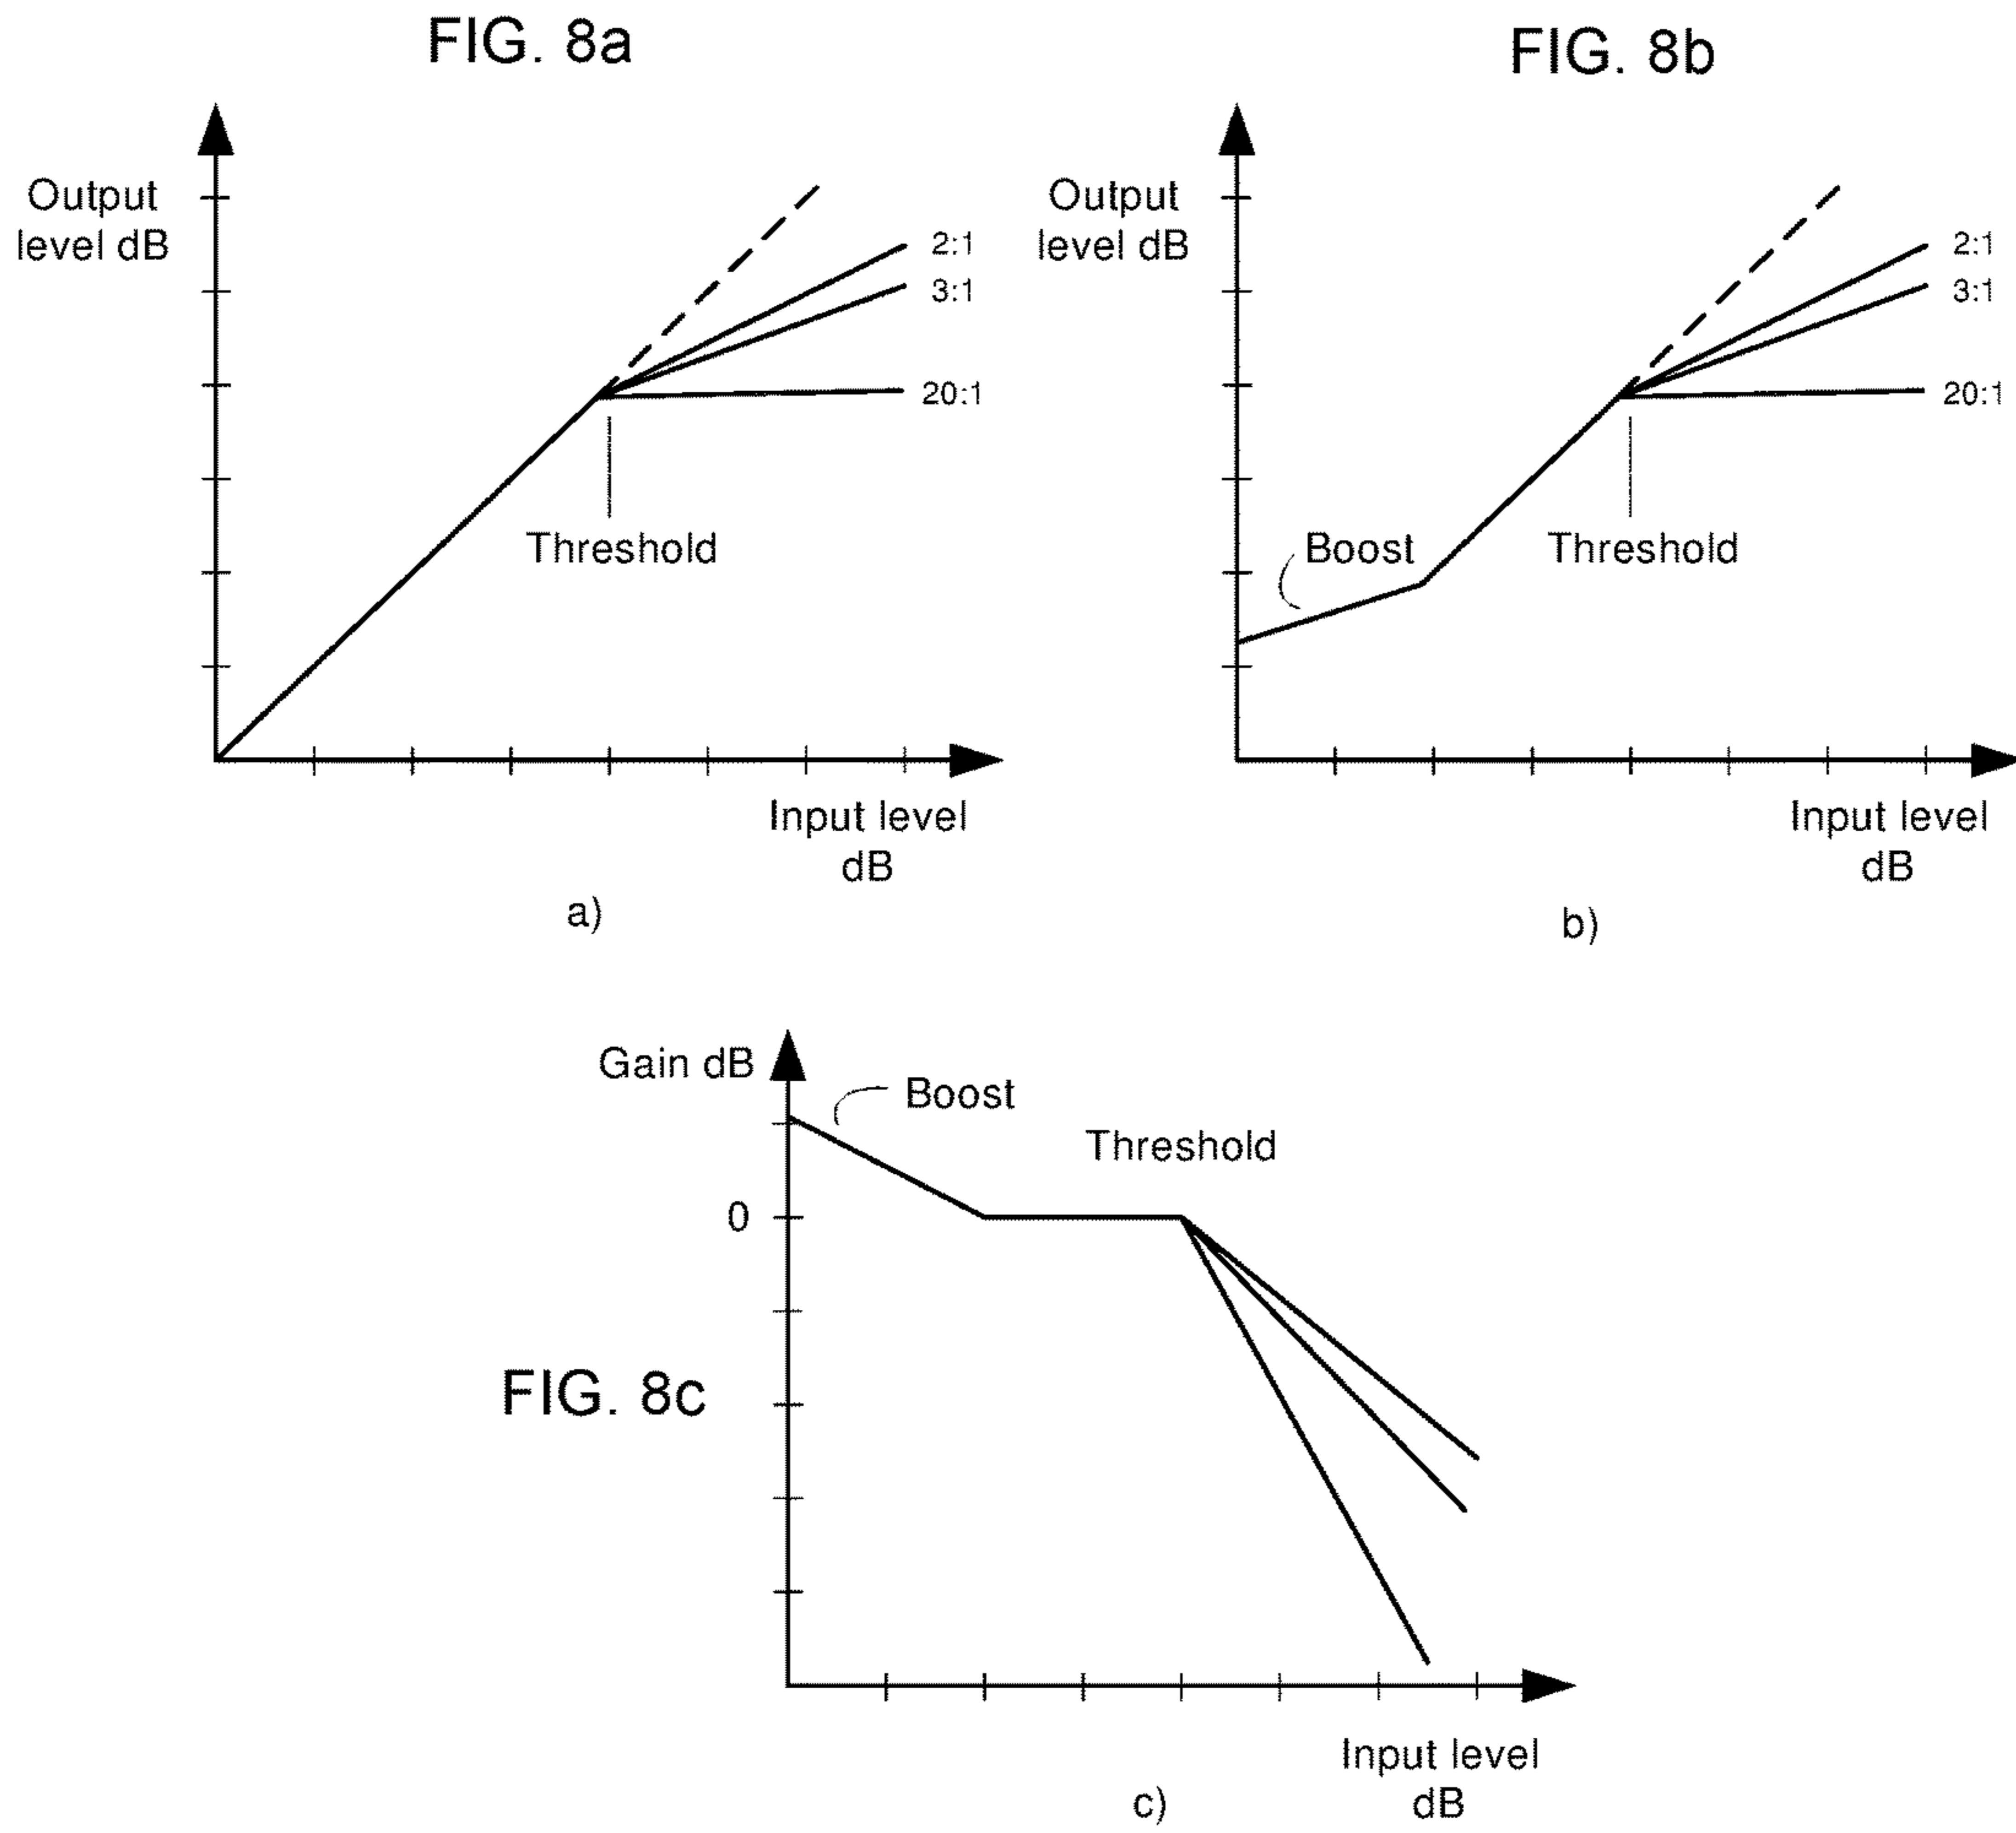 FIG. 8a
Output
level dB
2:1
3:1
20:1
Threshold
Input level
dB
a)
FIG. 8b
Output
level dB
2:1
3:1
20:1
Boost
Threshold
Input level
dB
b)
Gain dB
Boost
Threshold
0
FIG. 8c
Input level
dB
c)